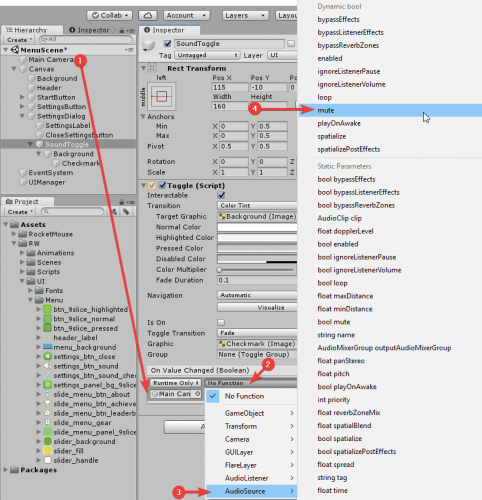 Collab
Account
Layers
Layou
Hierarchy
Inspector
Create
All
MenuScene*
Main Camera
Canvas
Background
Header
StartButton
SettingsButton
SettingsDialog
SettingsLabel
CloseSettingsButton
SoundToggle
Background
Checkmark
EventSystem
UIManager
Project
Create
Assets
RocketMouse
RW
Animations
Scenes
Scripts
UI
Fonts
Menu
btn_9slice_highlighted
btn_9slice_normal
btn_9slice_pressed
header_label
menu_background
settings_btn_close
settings_btn_sound
settings_btn_sound_chec
settings_panel_bg_9slice
slide_menu_btn_about
slide_menu_btn_achiever
slide_menu_btn_leaderb
slide_menu_gear
slide_menu_panel_9slice
slider_background
slider_fill
slider_handle
Packages
Inspector
SoundToggle
Tag Untagged Layer UI
Rect Transform
left
middle
Pos X Pos Y Po
115 -10 0
Width Height
160
Anchors
Min X 0 Y 0.5
Max X 0 Y 0.5
Pivot X 0.5 Y 0.5
Rotation X 0 Y 0 Z
Scale X 1 Y 1 Z
Toggle (Script)
Interactable
Transition Color Tint
Target Graphic Background (Image)
Normal Color
Highlighted Color
Pressed Color
Disabled Color
Color Multiplier
Fade Duration 0.1
Navigation Automatic
Visualize
Is On
Toggle Transition Fade
Graphic Checkmark (Image)
Group None (Toggle Group)
On Value Changed (Boolean)
Runtime Only No Function
Main Can
A
No Function
GameObject
Transform
Camera
GUILayer
FlareLayer
AudioListener
AudioSource
Dynamic bool
bypassEffects
bypassListenerEffects
bypassReverbZones
enabled
ignoreListenerPause
ignoreListenerVolume
loop
mute
playOnAwake
spatialize
spatializePostEffects
Static Parameters
bool bypassEffects
bool bypassListenerEffects
bool bypassReverbZones
AudioClip clip
float dopplerLevel
bool enabled
bool ignoreListenerPause
bool ignoreListenerVolume
bool loop
float maxDistance
float minDistance
bool mute
string name
AudioMixerGroup outputAudioMixerGroup
float panStereo
float pitch
bool playOnAwake
int priority
float reverbZoneMix
float spatialBlend
bool spatialize
bool spatializePostEffects
float spread
string tag
float time
1
2
3
4